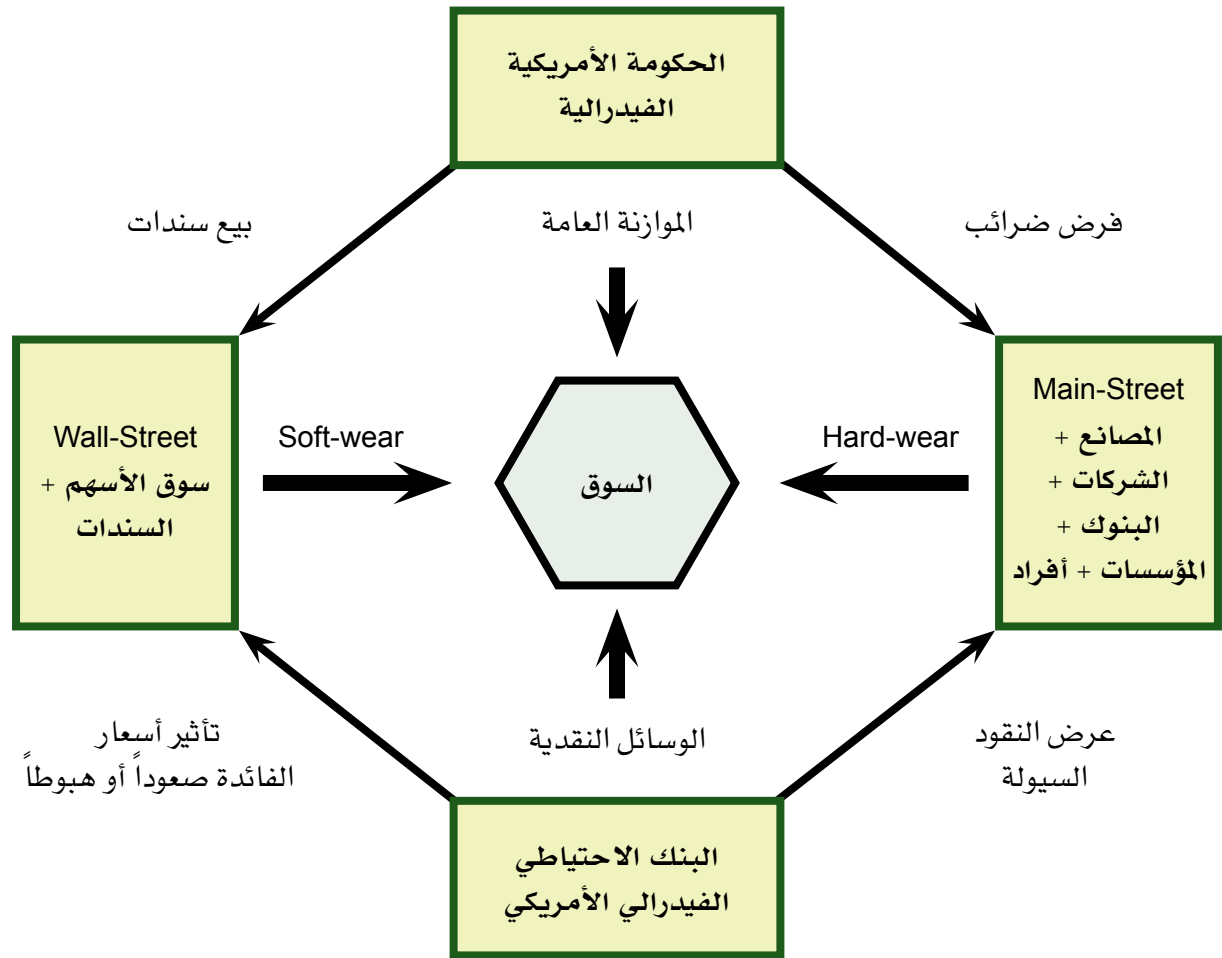 الحكومة الأمريكية
الفيدرالية
فرض ضرائب
الموازنة العامة
بيع سندات
Main-Street
المصانع +
الشركات +
البنوك +
المؤسسات + أفراد
Hard-wear
السوق
Soft-wear
Wall-Street
سوق الأسهم +
السندات
عرض النقود
السيولة
الوسائل النقدية
تأثير أسعار
الفائدة صعوداً أو هبوطاً
البنك الاحتياطي
الفيدرالي الأمريكي